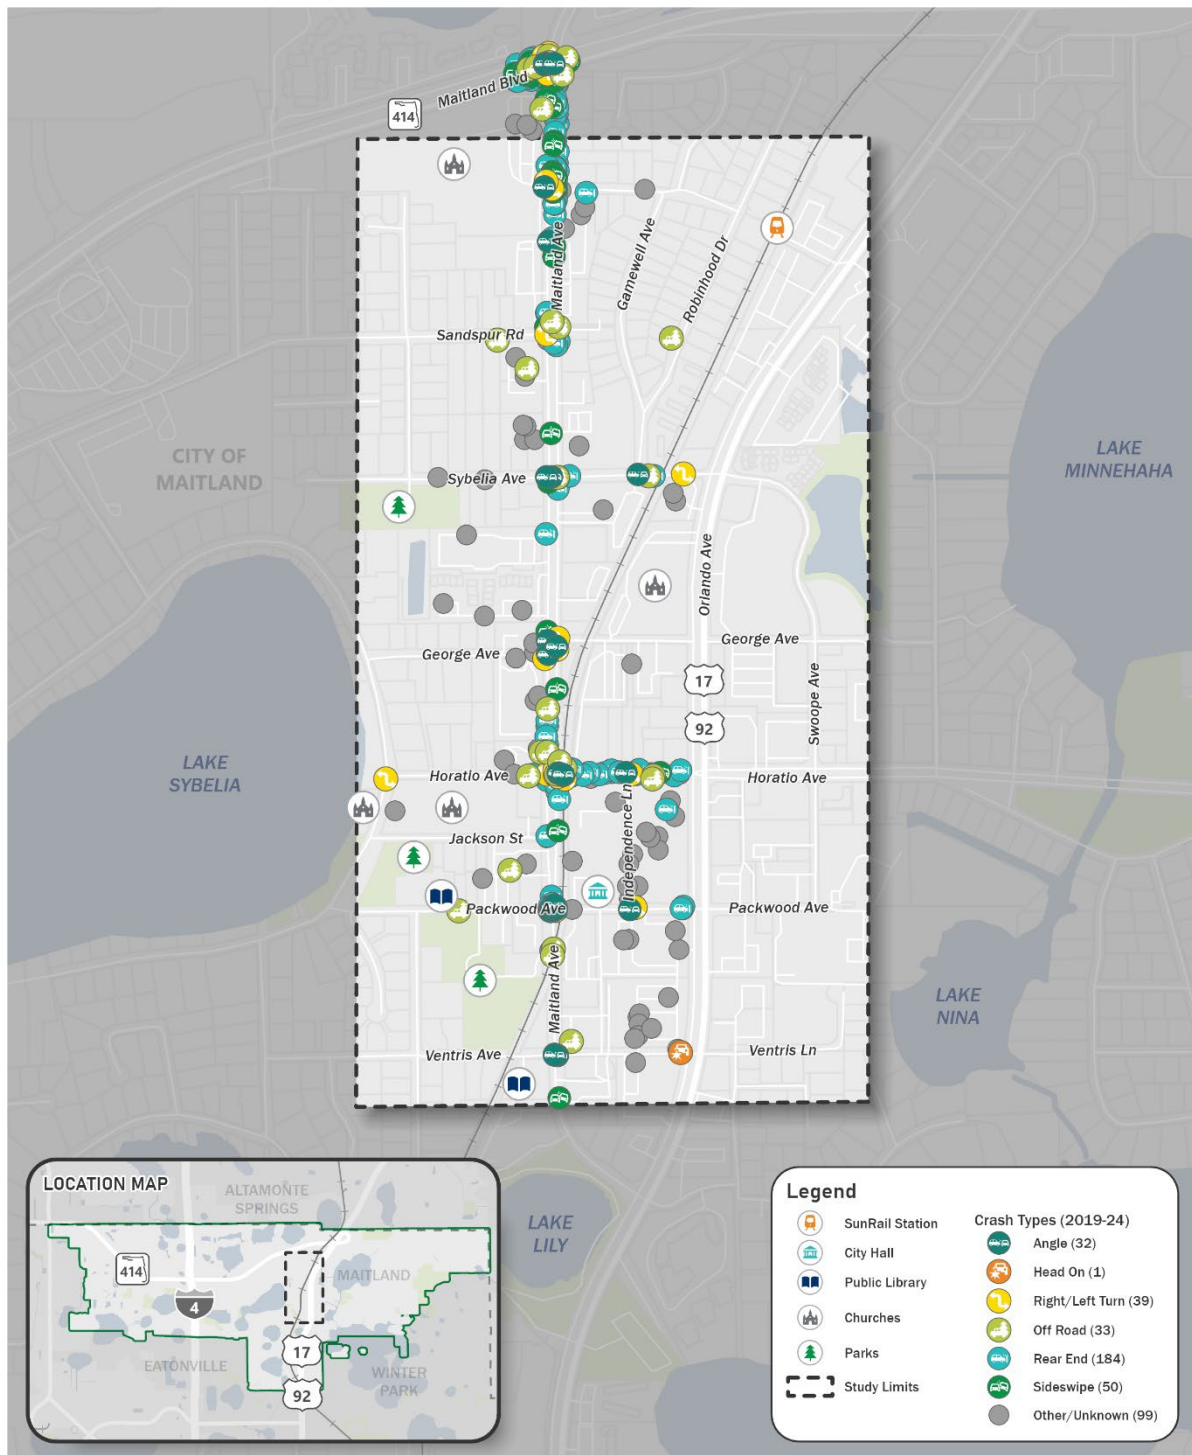 Maitland Blvd
414
Maitland Ave
Gamewell Ave
Robinhood Dr
Sandspur Rd
CITY OF
MAITLAND
LAKE
MINNEHAHA
Sybelia Ave
Orlando Ave
George Ave
George Ave
17
Swoope Ave
92
LAKE
SYBELIA
Horatio Ave
Horatio Ave
Independence Ln
Jackson St
Packwood Ave
Packwood Ave
Maitland Ave
LAKE
NINA
Ventris Ave
Ventris Ln
LOCATION MAP
ALTAMONTE
SPRINGS
414
MAITLAND
4
17
EATONVILLE
WINTER
PARK
92
LAKE
LILY
Legend
SunRail Station
City Hall
Public Library
Churches
Parks
Study Limits
Crash Types (2019-24)
Angle (32)
Head On (1)
Right/Left Turn (39)
Off Road (33)
Rear End (184)
Sideswipe (50)
Other/Unknown (99)